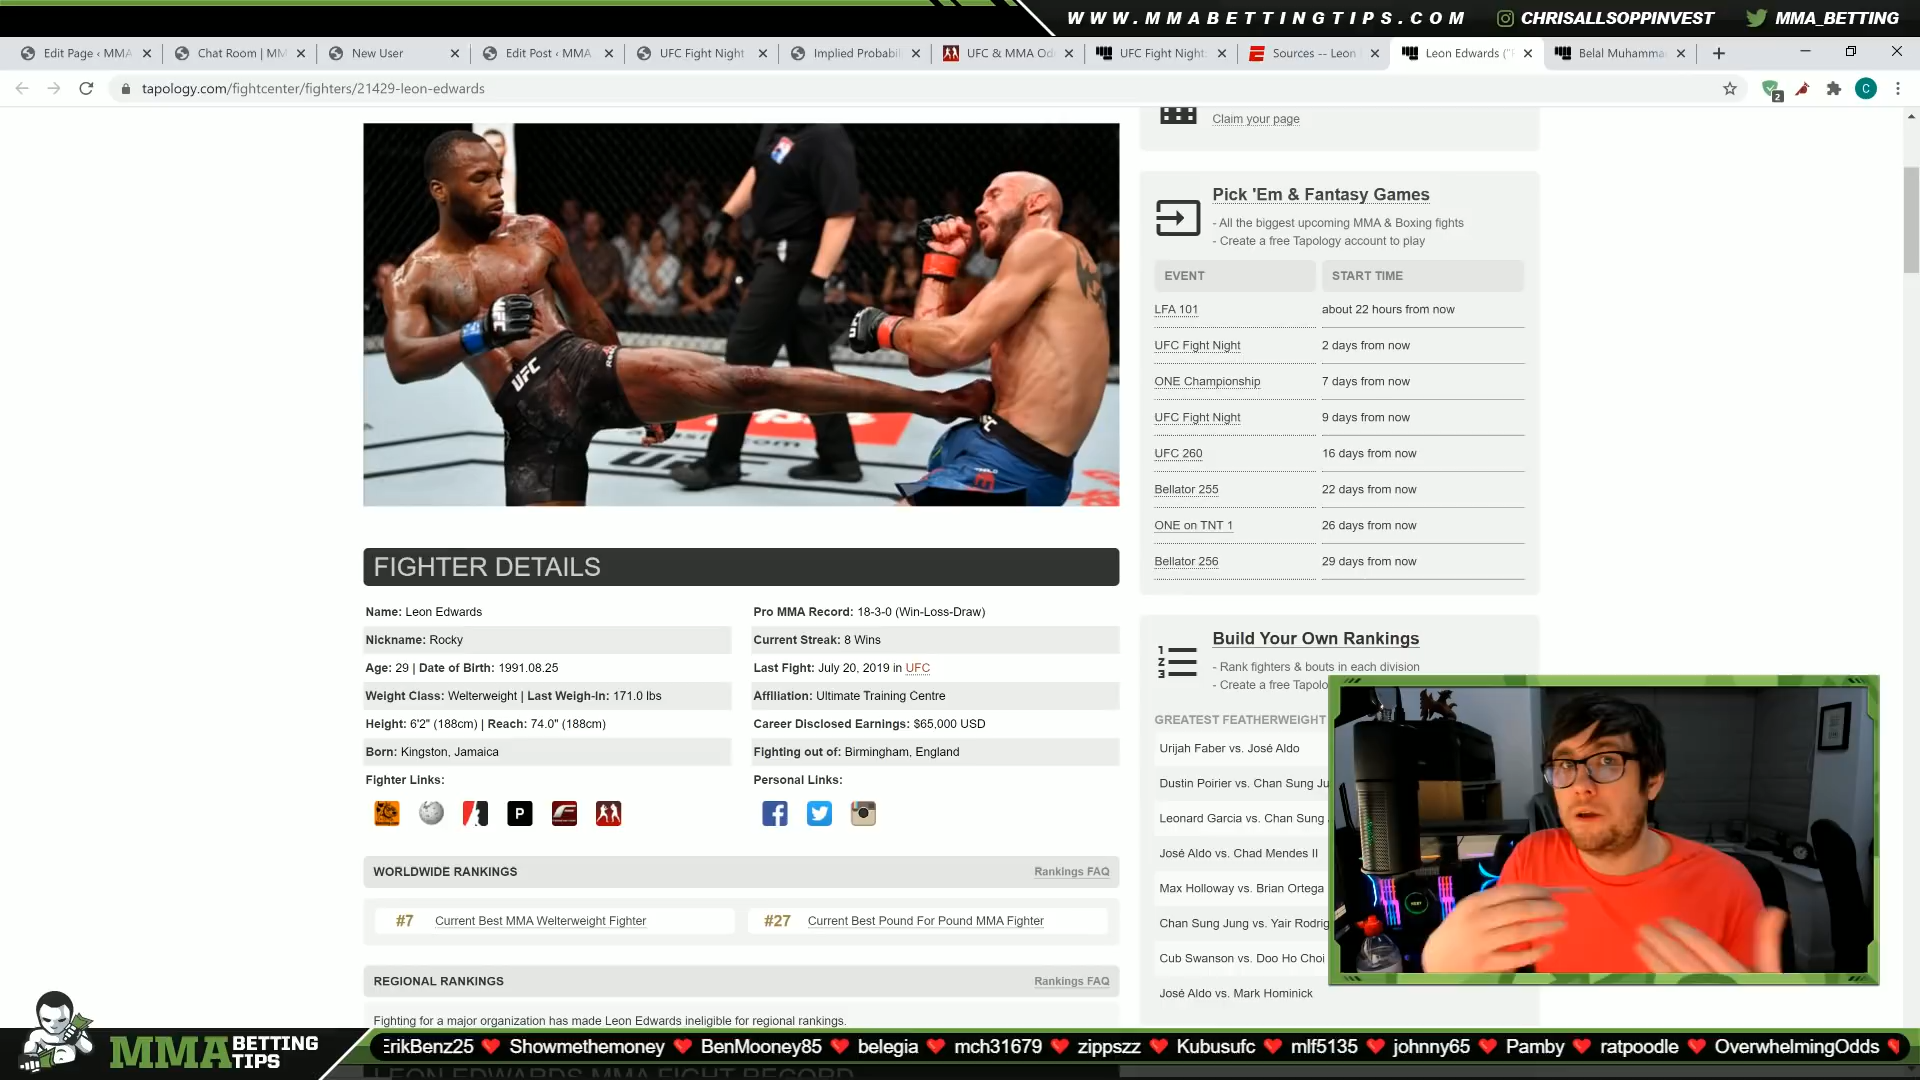 WWW.MMABETTINGTIPS.COM CHRISALLSOPPINVEST MMA_BETTING
Edit Page ‹ MMA Chat Room | MM New User Edit Post ‹ MMA UFC Fight Night Implied Probabil UFC & MMA Od UFC Fight Night: Sources -- Leon Leon Edwards ("R Belal Muhamma
tapology.com/fightcenter/fighters/21429-leon-edwards
2
C
Claim your page
Pick 'Em & Fantasy Games
- All the biggest upcoming MMA & Boxing fights
- Create a free Tapology account to play
EVENT START TIME
LFA 101 about 22 hours from now
UFC Fight Night 2 days from now
ONE Championship 7 days from now
UFC Fight Night 9 days from now
UFC 260 16 days from now
Bellator 255 22 days from now
ONE on TNT 1 26 days from now
Bellator 256 29 days from now
UFC
UFC
UFC
FIGHTER DETAILS
Name: Leon Edwards Pro MMA Record: 18-3-0 (Win-Loss-Draw)
Nickname: Rocky Current Streak: 8 Wins
Age: 29 | Date of Birth: 1991.08.25 Last Fight: July 20, 2019 in UFC
Weight Class: Welterweight | Last Weigh-In: 171.0 lbs Affiliation: Ultimate Training Centre
Height: 6'2" (188cm) | Reach: 74.0" (188cm) Career Disclosed Earnings: $65,000 USD
Born: Kingston, Jamaica Fighting out of: Birmingham, England
Fighter Links: Personal Links:
P
WORLDWIDE RANKINGS Rankings FAQ
#7 Current Best MMA Welterweight Fighter #27 Current Best Pound For Pound MMA Fighter
REGIONAL RANKINGS Rankings FAQ
Fighting for a major organization has made Leon Edwards ineligible for regional rankings.
LEON EDWARDS MMA FIGHT RECORD
Build Your Own Rankings
- Rank fighters & bouts in each division
- Create a free Tapolo
GREATEST FEATHERWEIGHT
Urijah Faber vs. José Aldo
Dustin Poirier vs. Chan Sung Ju
Leonard Garcia vs. Chan Sung
José Aldo vs. Chad Mendes II
Max Holloway vs. Brian Ortega
Chan Sung Jung vs. Yair Rodrig
Cub Swanson vs. Doo Ho Choi
José Aldo vs. Mark Hominick
MMA BETTING TIPS
ErikBenz25 Showmethemoney BenMooney85 belegia mch31679 zippszz Kubusufc mlf5135 johnny65 Pamby ratpoodle OverwhelmingOdds